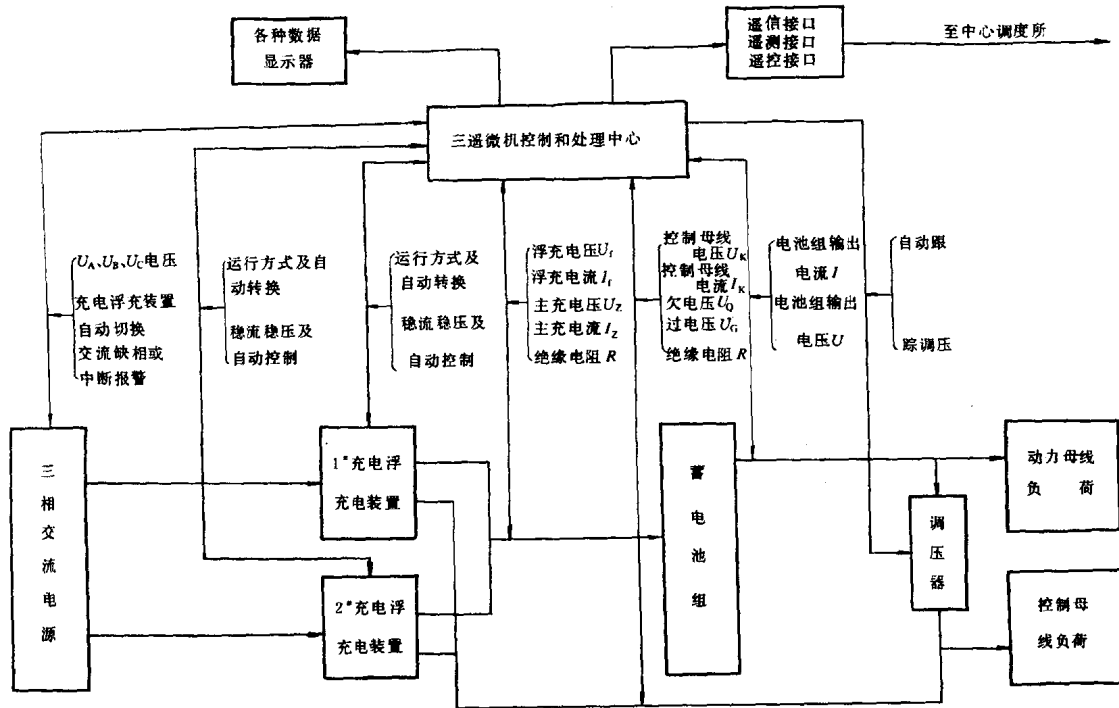 各种数据
显示器
遥信接口
遥测接口
遥控接口
至中心调度所
三遥微机控制和处理中心
U_A、U_B、U_C电压
充电浮充装置
自动切换
交流缺相或
中断报警
运行方式及自
动转换
稳流稳压及
自动控制
运行方式及
自动转换
稳流稳压及
自动控制
浮充电压U_f
浮充电流I_f
主充电压U_Z
主充电流I_Z
绝缘电阻R
控制母线
电压U_K
控制母线
电流I_K
欠电压U_Q
过电压U_G
绝缘电阻R
电池组输出
电流I
电池组输出
电压U
自动跟
踪调压
三相交流电源
1#充电浮
充电装置
2#充电浮
充电装置
蓄电池组
动力母线
负荷
调压器
控制母
线负荷